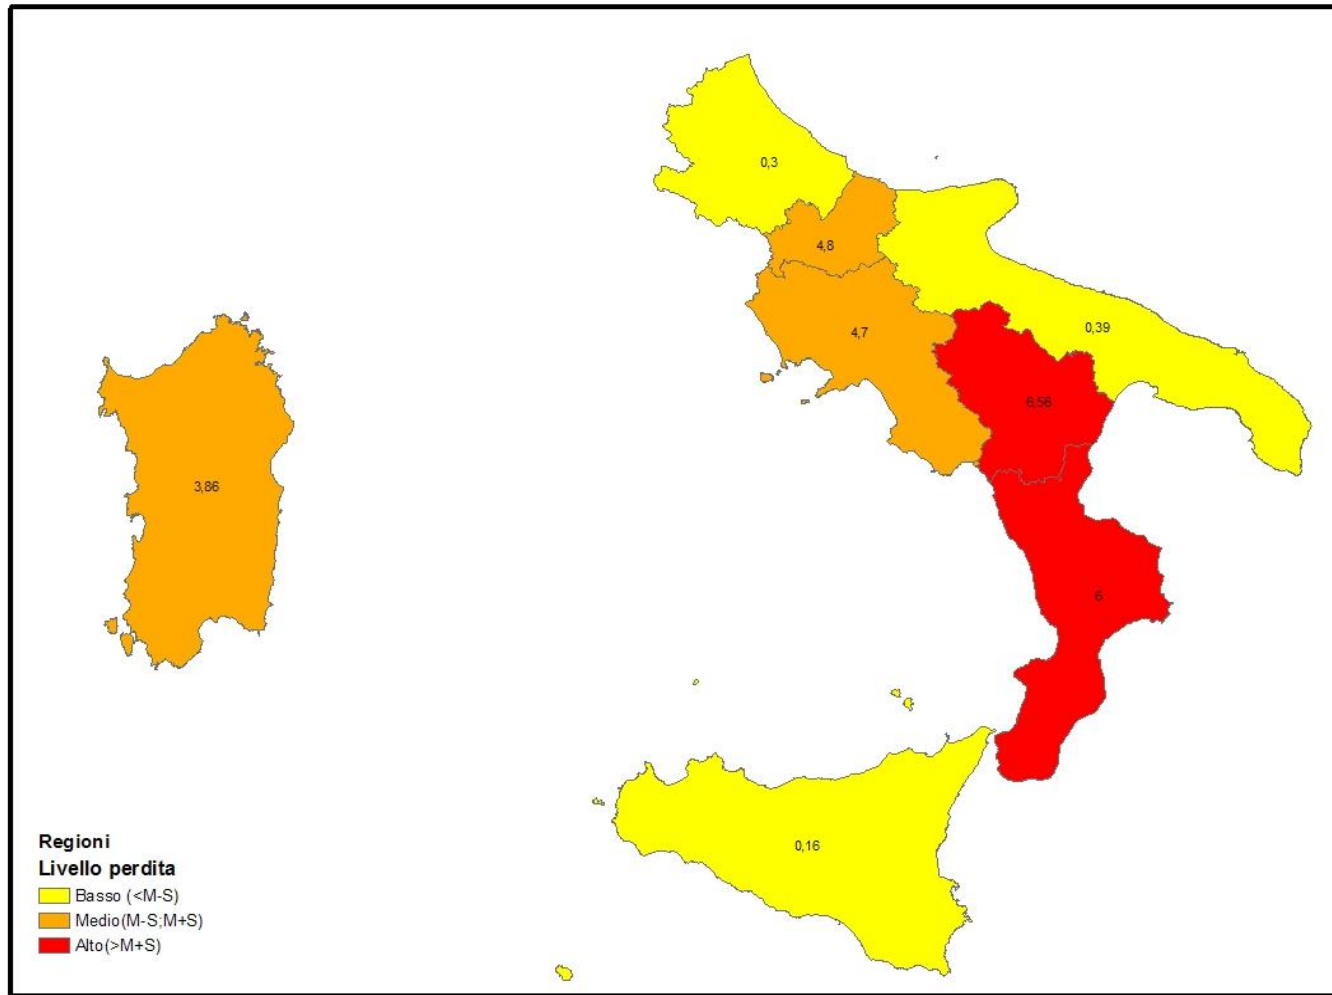 0,3
4,8
4,7
0,39
6,56
3,86
6
0,16
Regioni
Livello perdita
Basso (<M-S)
Medio(M-S;M+S)
Alto(>M+S)